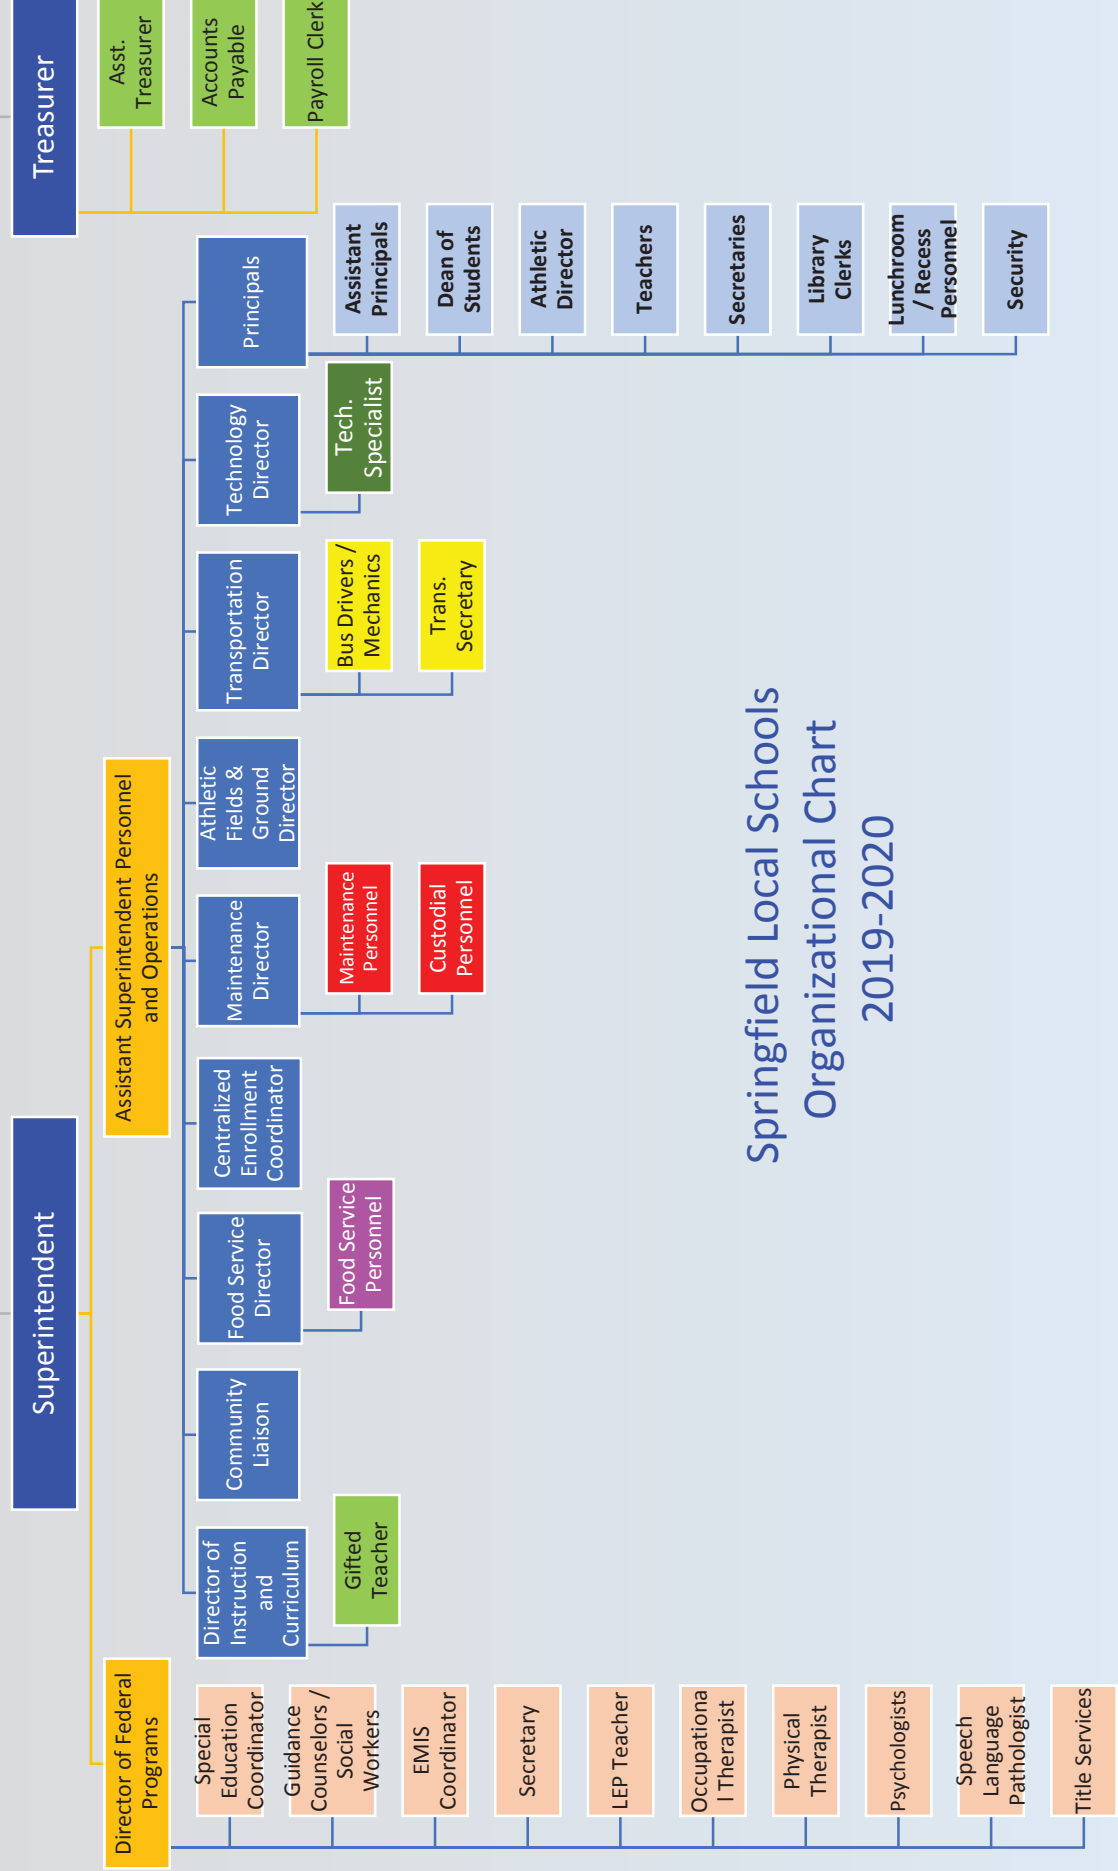 Superintendent
Treasurer
Director of Federal
Programs
Assistant Superintendent Personnel
and Operations
Asst.
Treasurer
Accounts
Payable
Payroll Clerk
Special
Education
Coordinator
Guidance
Counselors /
Social
Workers
EMIS
Coordinator
Secretary
LEP Teacher
Occupationa
l Therapist
Physical
Therapist
Psychologists
Speech
Language
Pathologist
Title Services
Director of
Instruction
and
Curriculum
Gifted
Teacher
Community
Liaison
Food Service
Director
Food Service
Personnel
Centralized
Enrollment
Coordinator
Maintenance
Director
Maintenance
Personnel
Custodial
Personnel
Athletic
Fields &
Ground
Director
Transportation
Director
Bus Drivers /
Mechanics
Trans.
Secretary
Technology
Director
Tech.
Specialist
Principals
Assistant
Principals
Dean of
Students
Athletic
Director
Teachers
Secretaries
Library
Clerks
Lunchroom
/ Recess
Personnel
Security
Springfield Local Schools
Organizational Chart
2019-2020